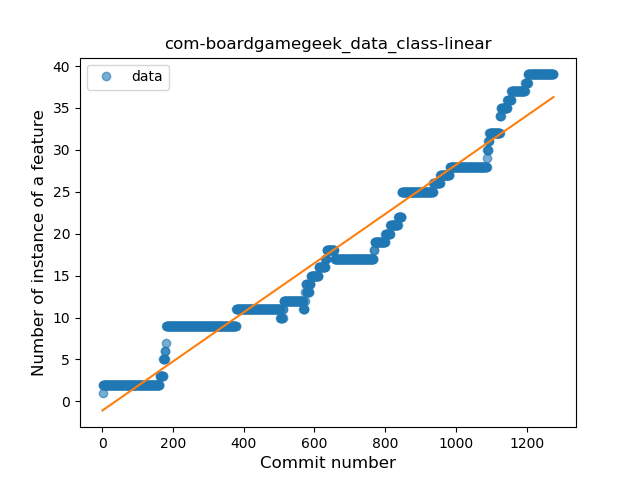 com-boardgamegeek_data_class-linear
data
Number of instance of a feature
40
35
30
25
20
15
10
5
0
0 200 400 600 800 1000 1200
Commit number